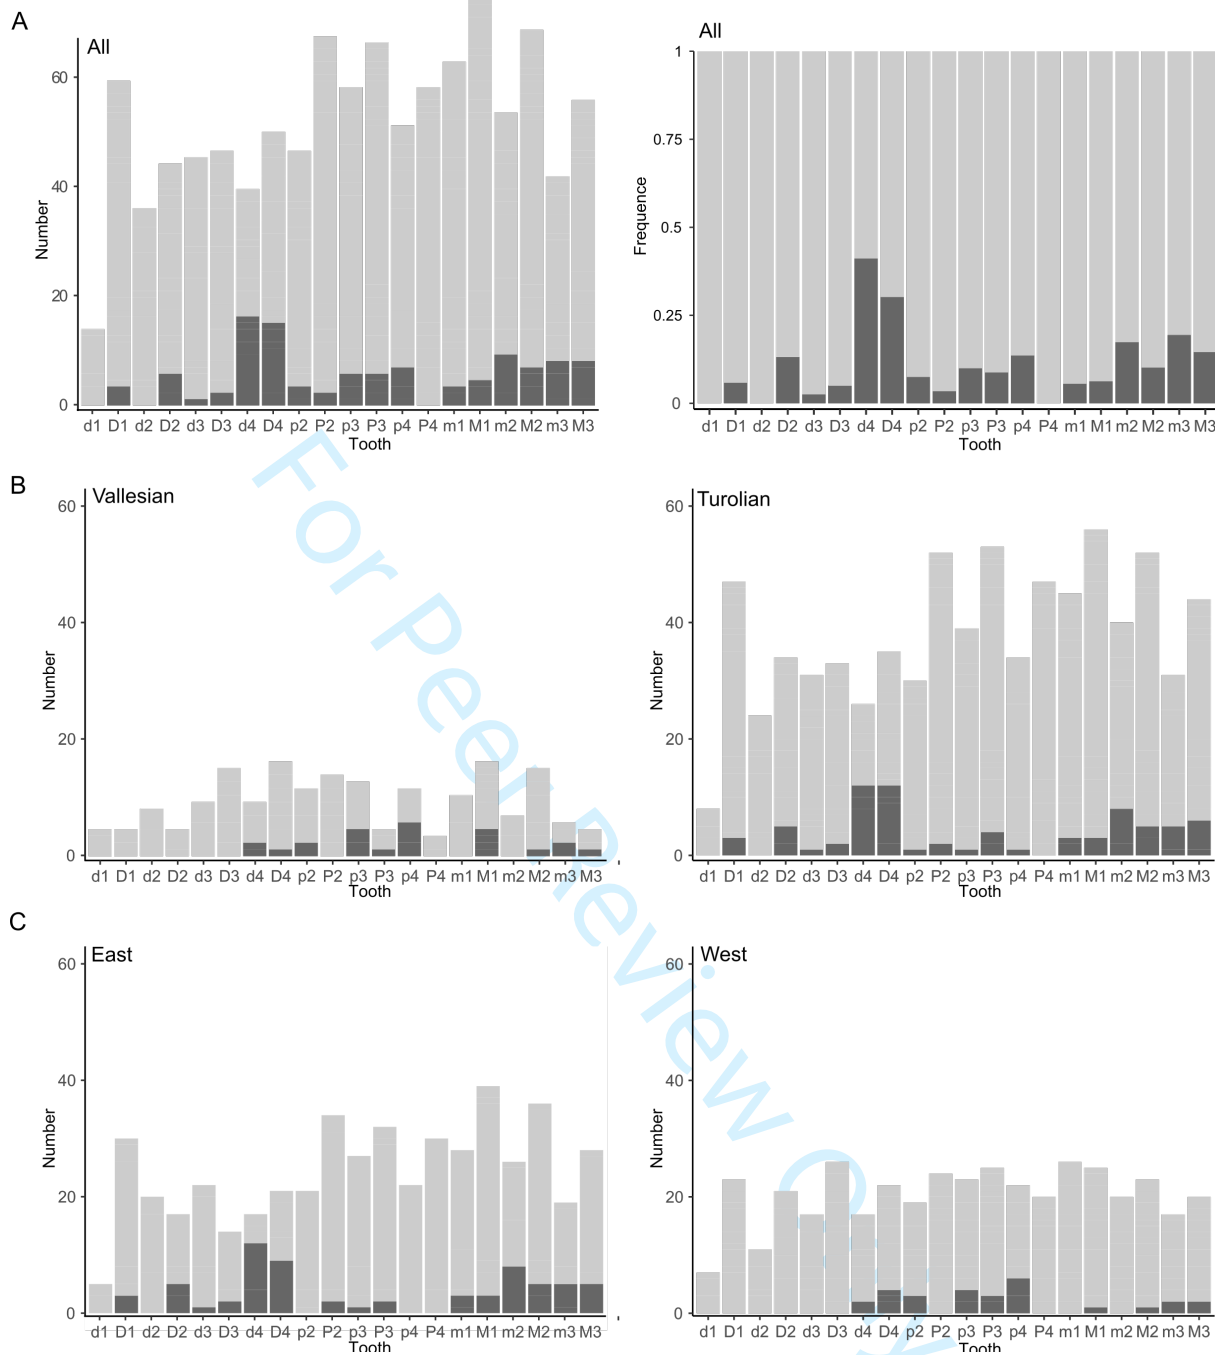 A
All
60
40
20
0
Number
d1 D1 d2 D2 d3 D3 d4 D4 p2 P2 p3 P3 p4 P4 m1 M1 m2 M2 m3 M3
Tooth
All
1
0.75
0.5
0.25
0
Frequence
d1 D1 d2 D2 d3 D3 d4 D4 p2 P2 p3 P3 p4 P4 m1 M1 m2 M2 m3 M3
Tooth
B
Vallesian
60
40
20
0
Number
d1 D1 d2 D2 d3 D3 d4 D4 p2 P2 p3 P3 p4 P4 m1 M1 m2 M2 m3 M3
Tooth
Turolian
60
40
20
0
Number
d1 D1 d2 D2 d3 D3 d4 D4 p2 P2 p3 P3 p4 P4 m1 M1 m2 M2 m3 M3
Tooth
C
East
60
40
20
0
Number
d1 D1 d2 D2 d3 D3 d4 D4 p2 P2 p3 P3 p4 P4 m1 M1 m2 M2 m3 M3
Tooth
West
60
40
20
0
Number
d1 D1 d2 D2 d3 D3 d4 D4 p2 P2 p3 P3 p4 P4 m1 M1 m2 M2 m3 M3
Tooth
For Peer Review Only